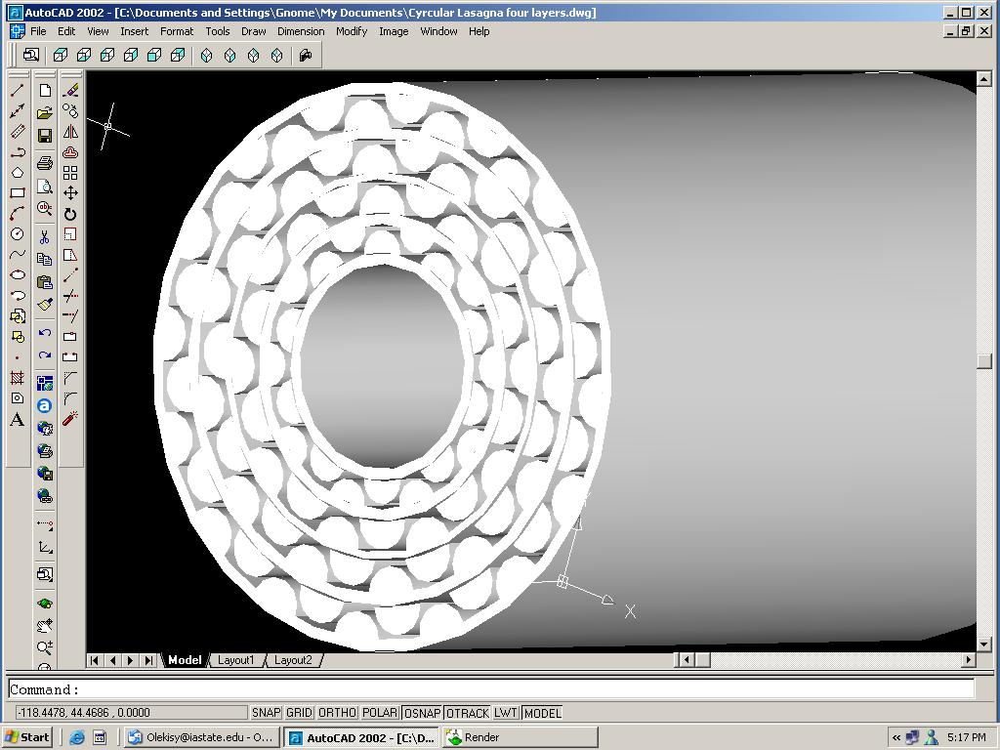 AutoCAD 2002 - [C:\Documents and Settings\Gnome\My Documents\Cyrcular Lasagna four layers.dwg]
File Edit View Insert Format Tools Draw Dimension Modify Image Window Help
A
a
X
Model Layout1 Layout2
Command:
-118.4478, 44.4686 , 0.0000 SNAP GRID ORTHO POLAR OSNAP OTRACK LWT MODEL
Start Olekisy@iastate.edu - O... AutoCAD 2002 - [C:\D... Render « 5:17 PM